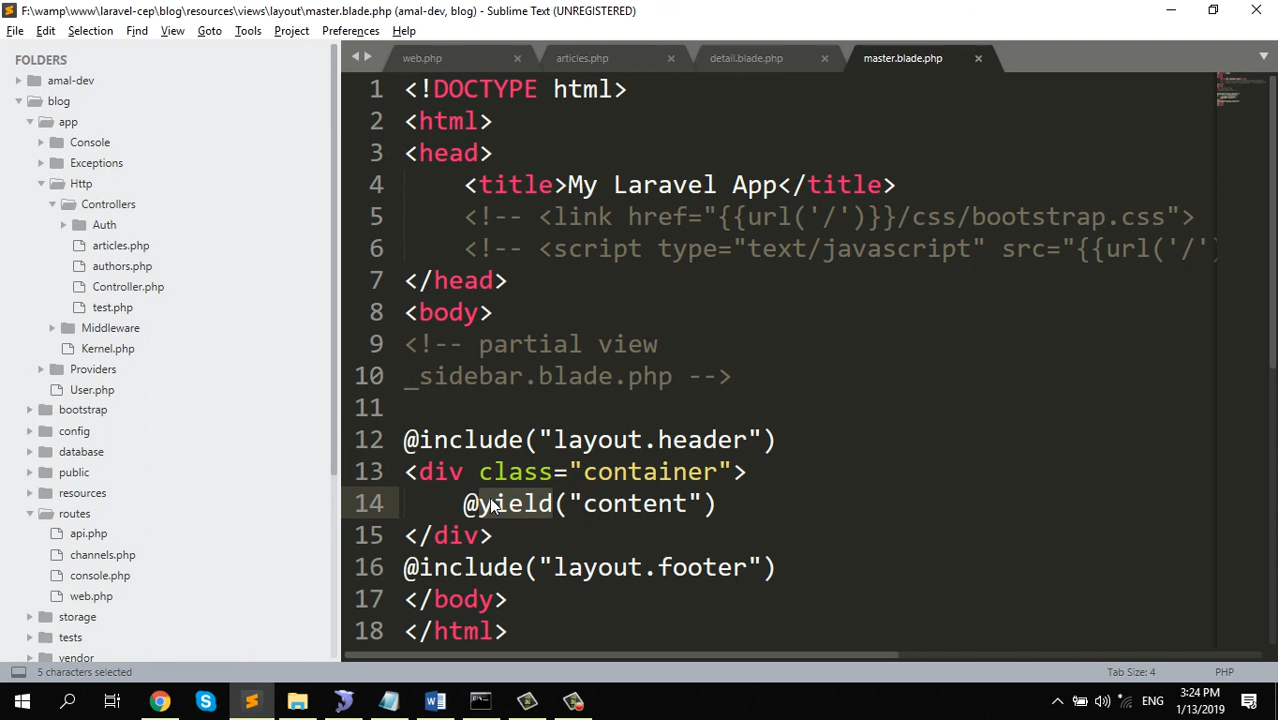 F:\wamp\www\laravel-cep\blog\resources\views\layout\master.blade.php (amal-dev, blog) - Sublime Text (UNREGISTERED)
File Edit Selection Find View Goto Tools Project Preferences Help
FOLDERS
amal-dev
blog
app
Console
Exceptions
Http
Controllers
Auth
articles.php
authors.php
Controller.php
test.php
Middleware
Kernel.php
Providers
User.php
bootstrap
config
database
public
resources
routes
api.php
channels.php
console.php
web.php
storage
tests
vendor
web.php articles.php detail.blade.php master.blade.php
1 <!DOCTYPE html>
2 <html>
3 <head>
4 <title>My Laravel App</title>
5 <!-- <link href="{{url('/')}}/css/bootstrap.css">
6 <!-- <script type="text/javascript" src="{{url('/')
7 </head>
8 <body>
9 <!-- partial view
10 _sidebar.blade.php -->
11
12 @include("layout.header")
13 <div class="container">
14 @yield("content")
15 </div>
16 @include("layout.footer")
17 </body>
18 </html>
5 characters selected Tab Size: 4 PHP
ENG 3:24 PM
1/13/2019